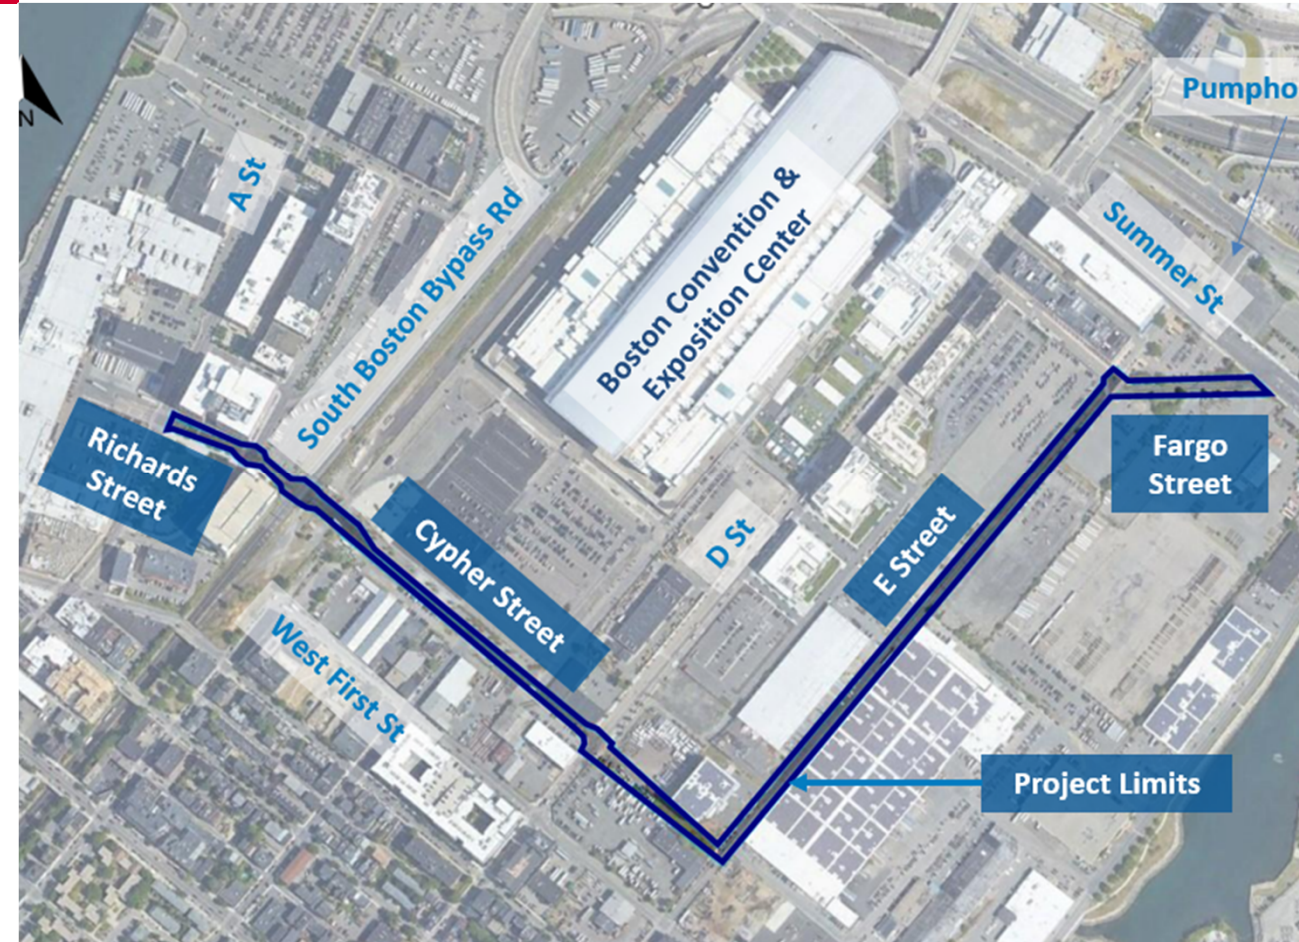 N
Pumpho
A St
South Boston Bypass Rd
Boston Convention &
Exposition Center
Summer St
Richards
Street
Cypher Street
D St
E Street
Fargo
Street
West First St
Project Limits